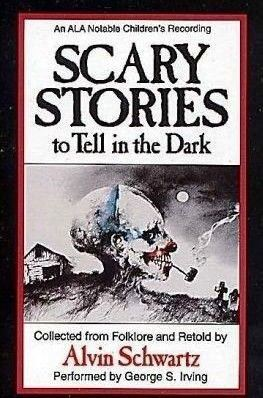 An ALA Notable Children's Recording
SCARY
STORIES
to Tell in the Dark
Collected from Folklore and Retold by
Alvin Schwartz
Performed by George S. Irving